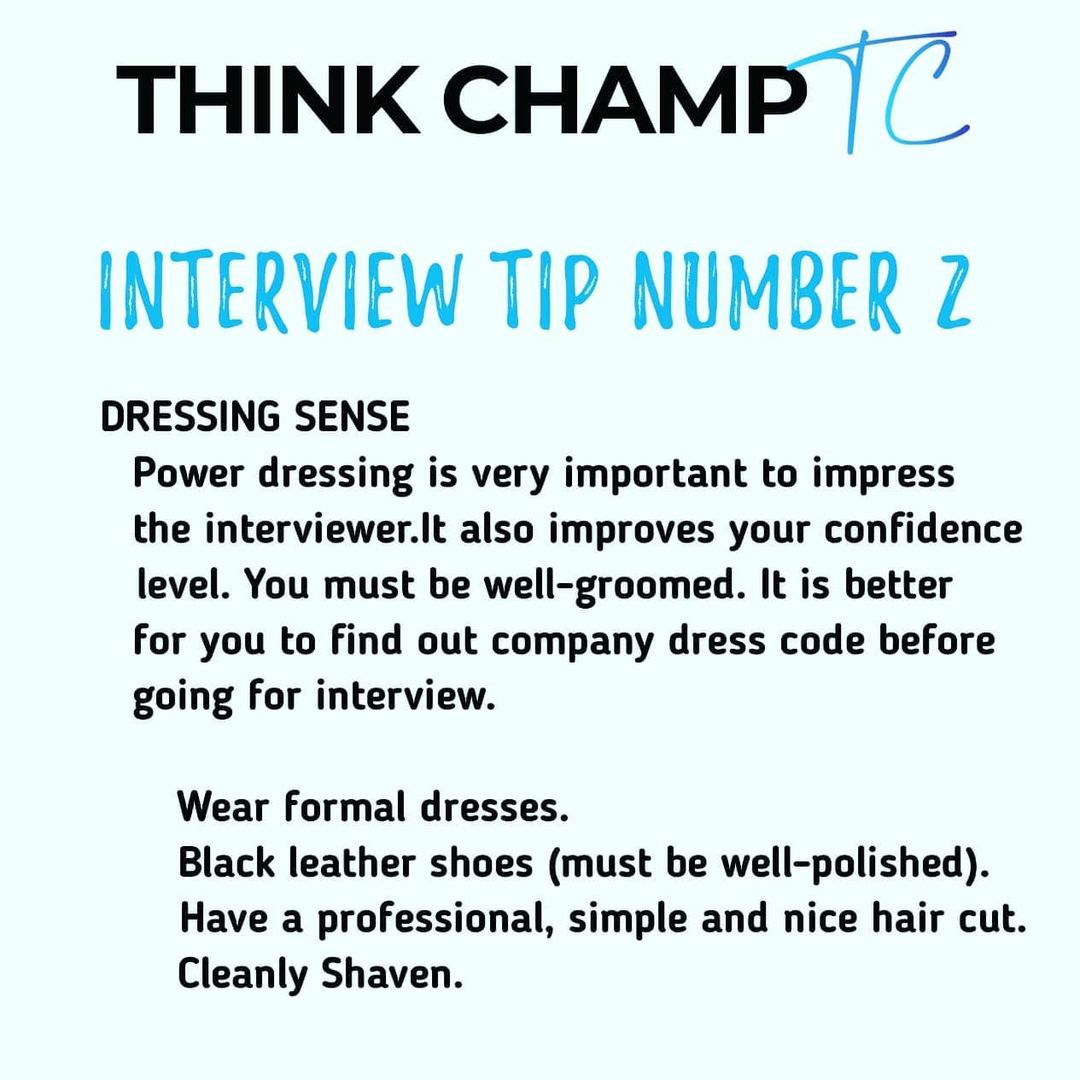 THINK CHAMP TC
INTERVIEW TIP NUMBER 2
DRESSING SENSE
Power dressing is very important to impress
the interviewer.It also improves your confidence
level. You must be well-groomed. It is better
for you to find out company dress code before
going for interview.
Wear formal dresses.
Black leather shoes (must be well-polished).
Have a professional, simple and nice hair cut.
Cleanly Shaven.